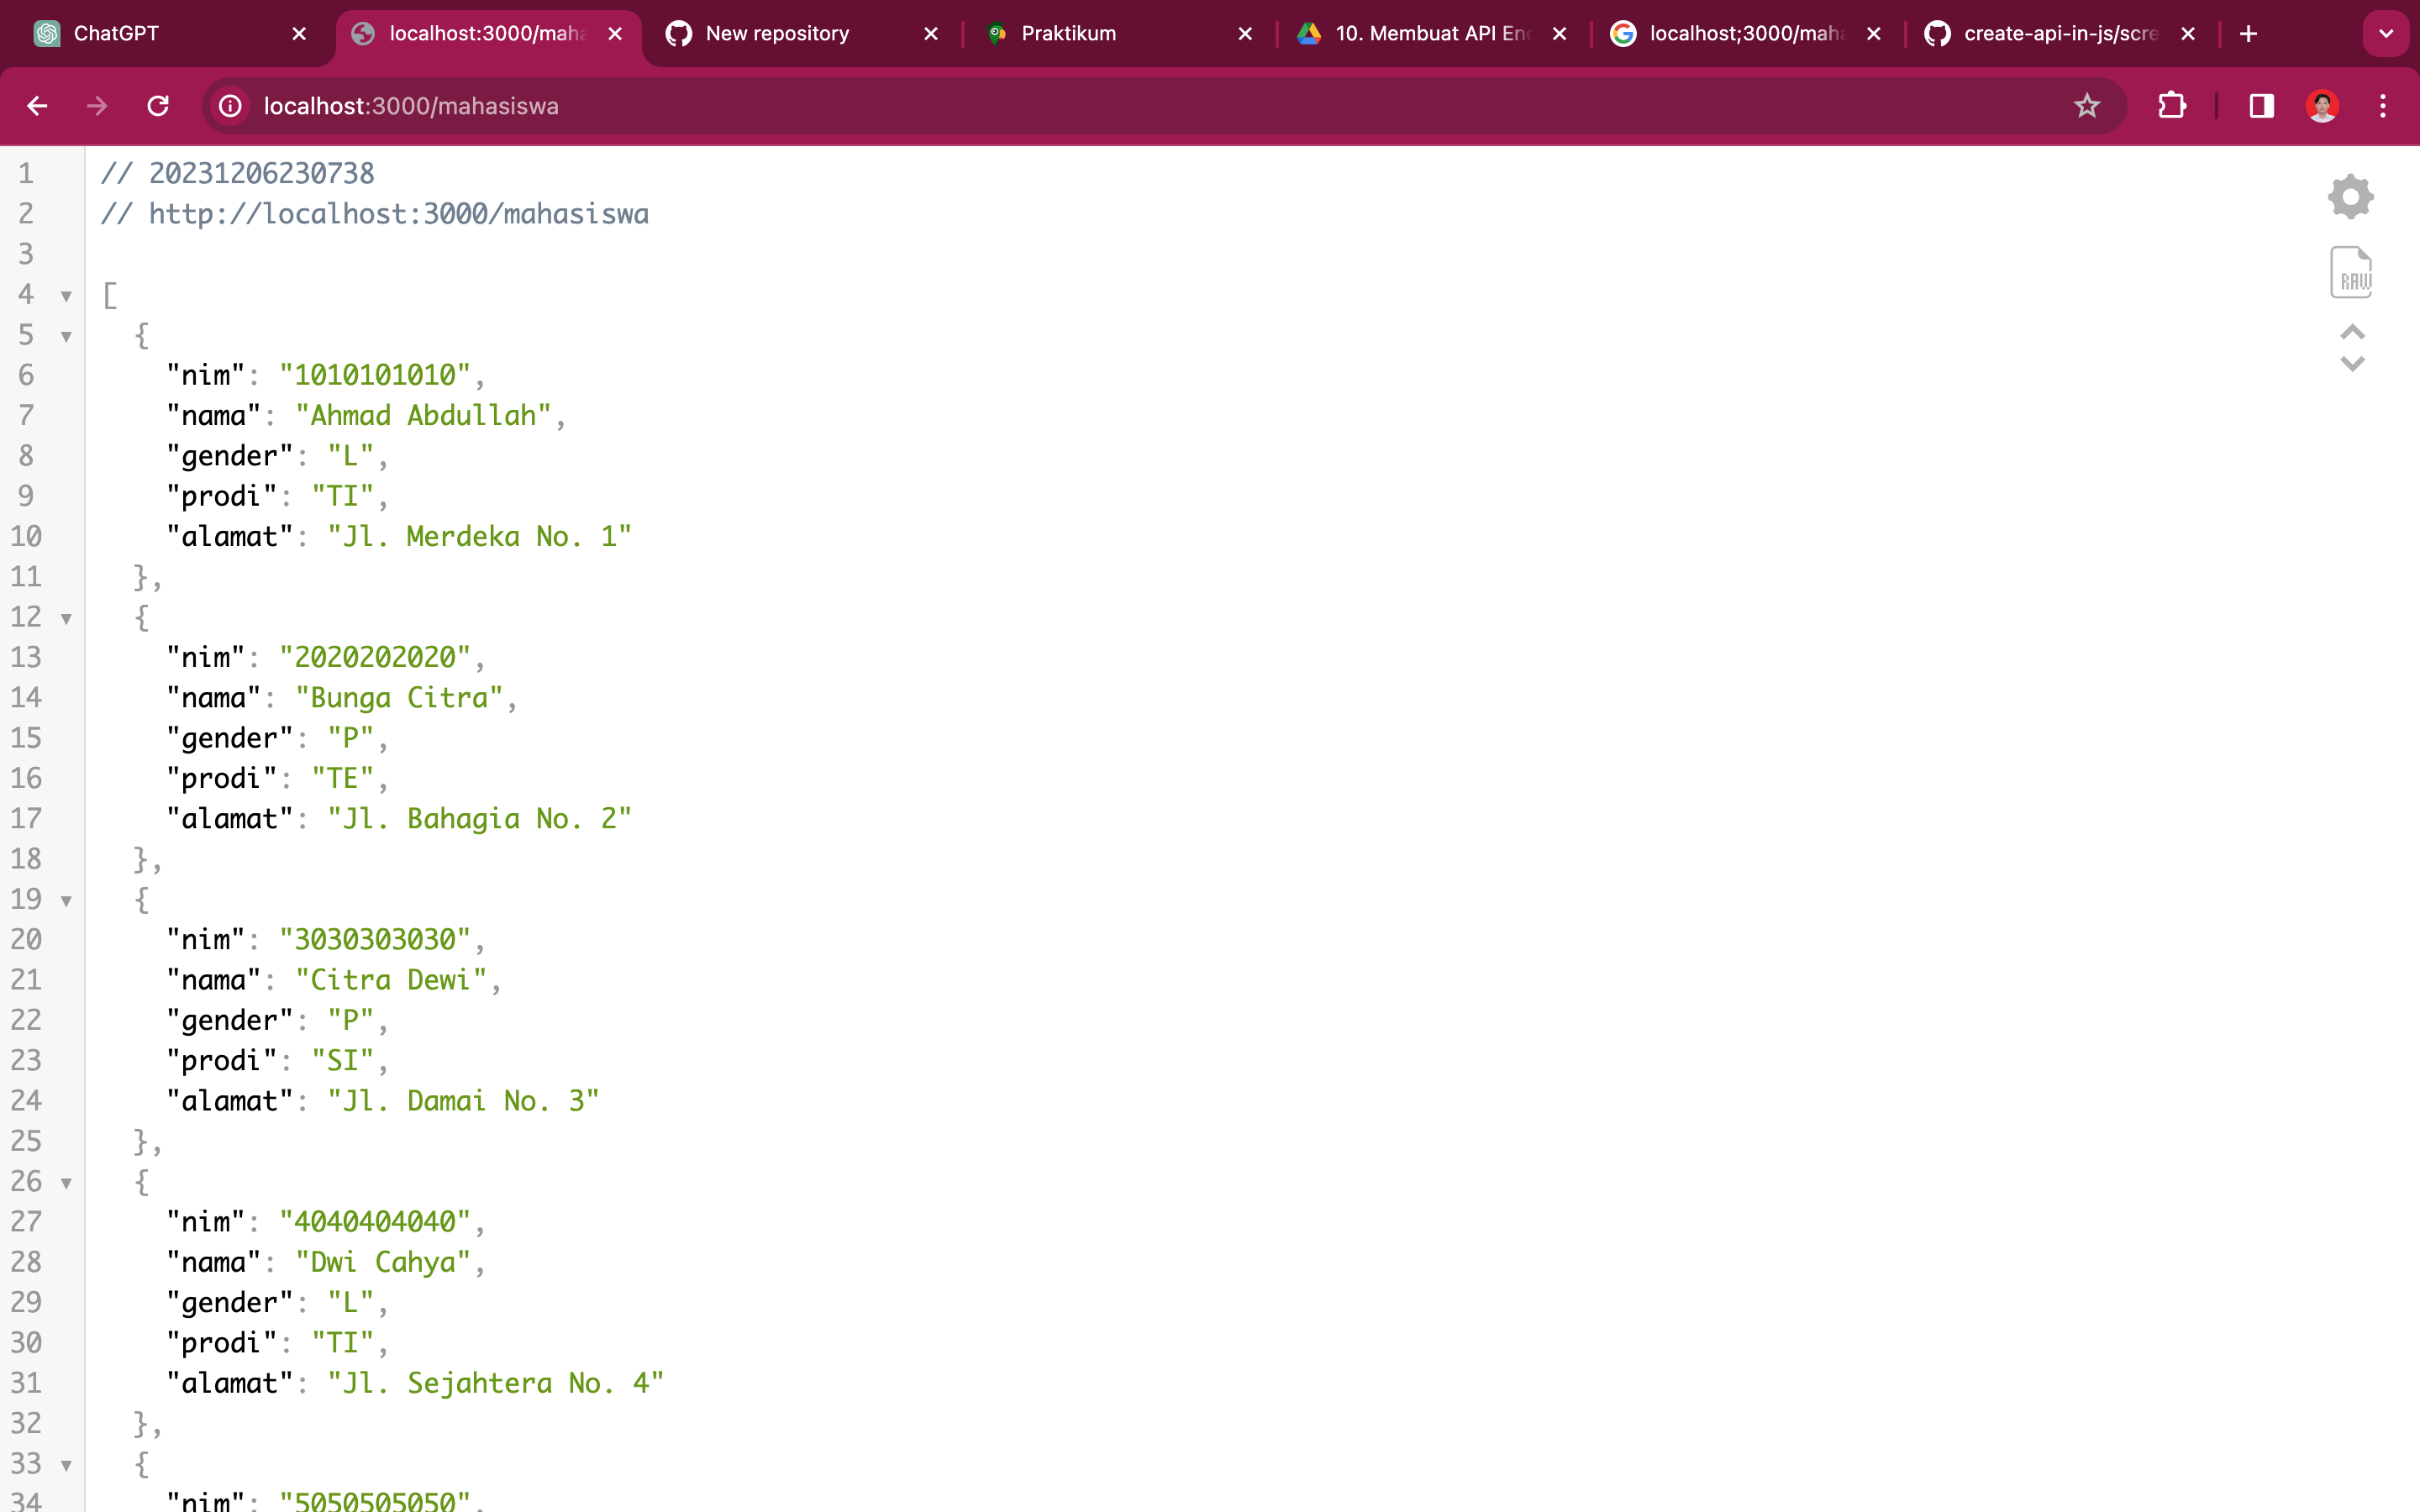 ChatGPT
localhost:3000/maha
New repository
Praktikum
10. Membuat API En
localhost;3000/maha
create-api-in-js/scre
localhost:3000/mahasiswa
1 // 20231206230738
2 // http://localhost:3000/mahasiswa
3
4 [
5 {
6 "nim": "1010101010",
7 "nama": "Ahmad Abdullah",
8 "gender": "L",
9 "prodi": "TI",
10 "alamat": "Jl. Merdeka No. 1"
11 },
12 {
13 "nim": "2020202020",
14 "nama": "Bunga Citra",
15 "gender": "P",
16 "prodi": "TE",
17 "alamat": "Jl. Bahagia No. 2"
18 },
19 {
20 "nim": "3030303030",
21 "nama": "Citra Dewi",
22 "gender": "P",
23 "prodi": "SI",
24 "alamat": "Jl. Damai No. 3"
25 },
26 {
27 "nim": "4040404040",
28 "nama": "Dwi Cahya",
29 "gender": "L",
30 "prodi": "TI",
31 "alamat": "Jl. Sejahtera No. 4"
32 },
33 {
34 "nim": "5050505050",
RAW